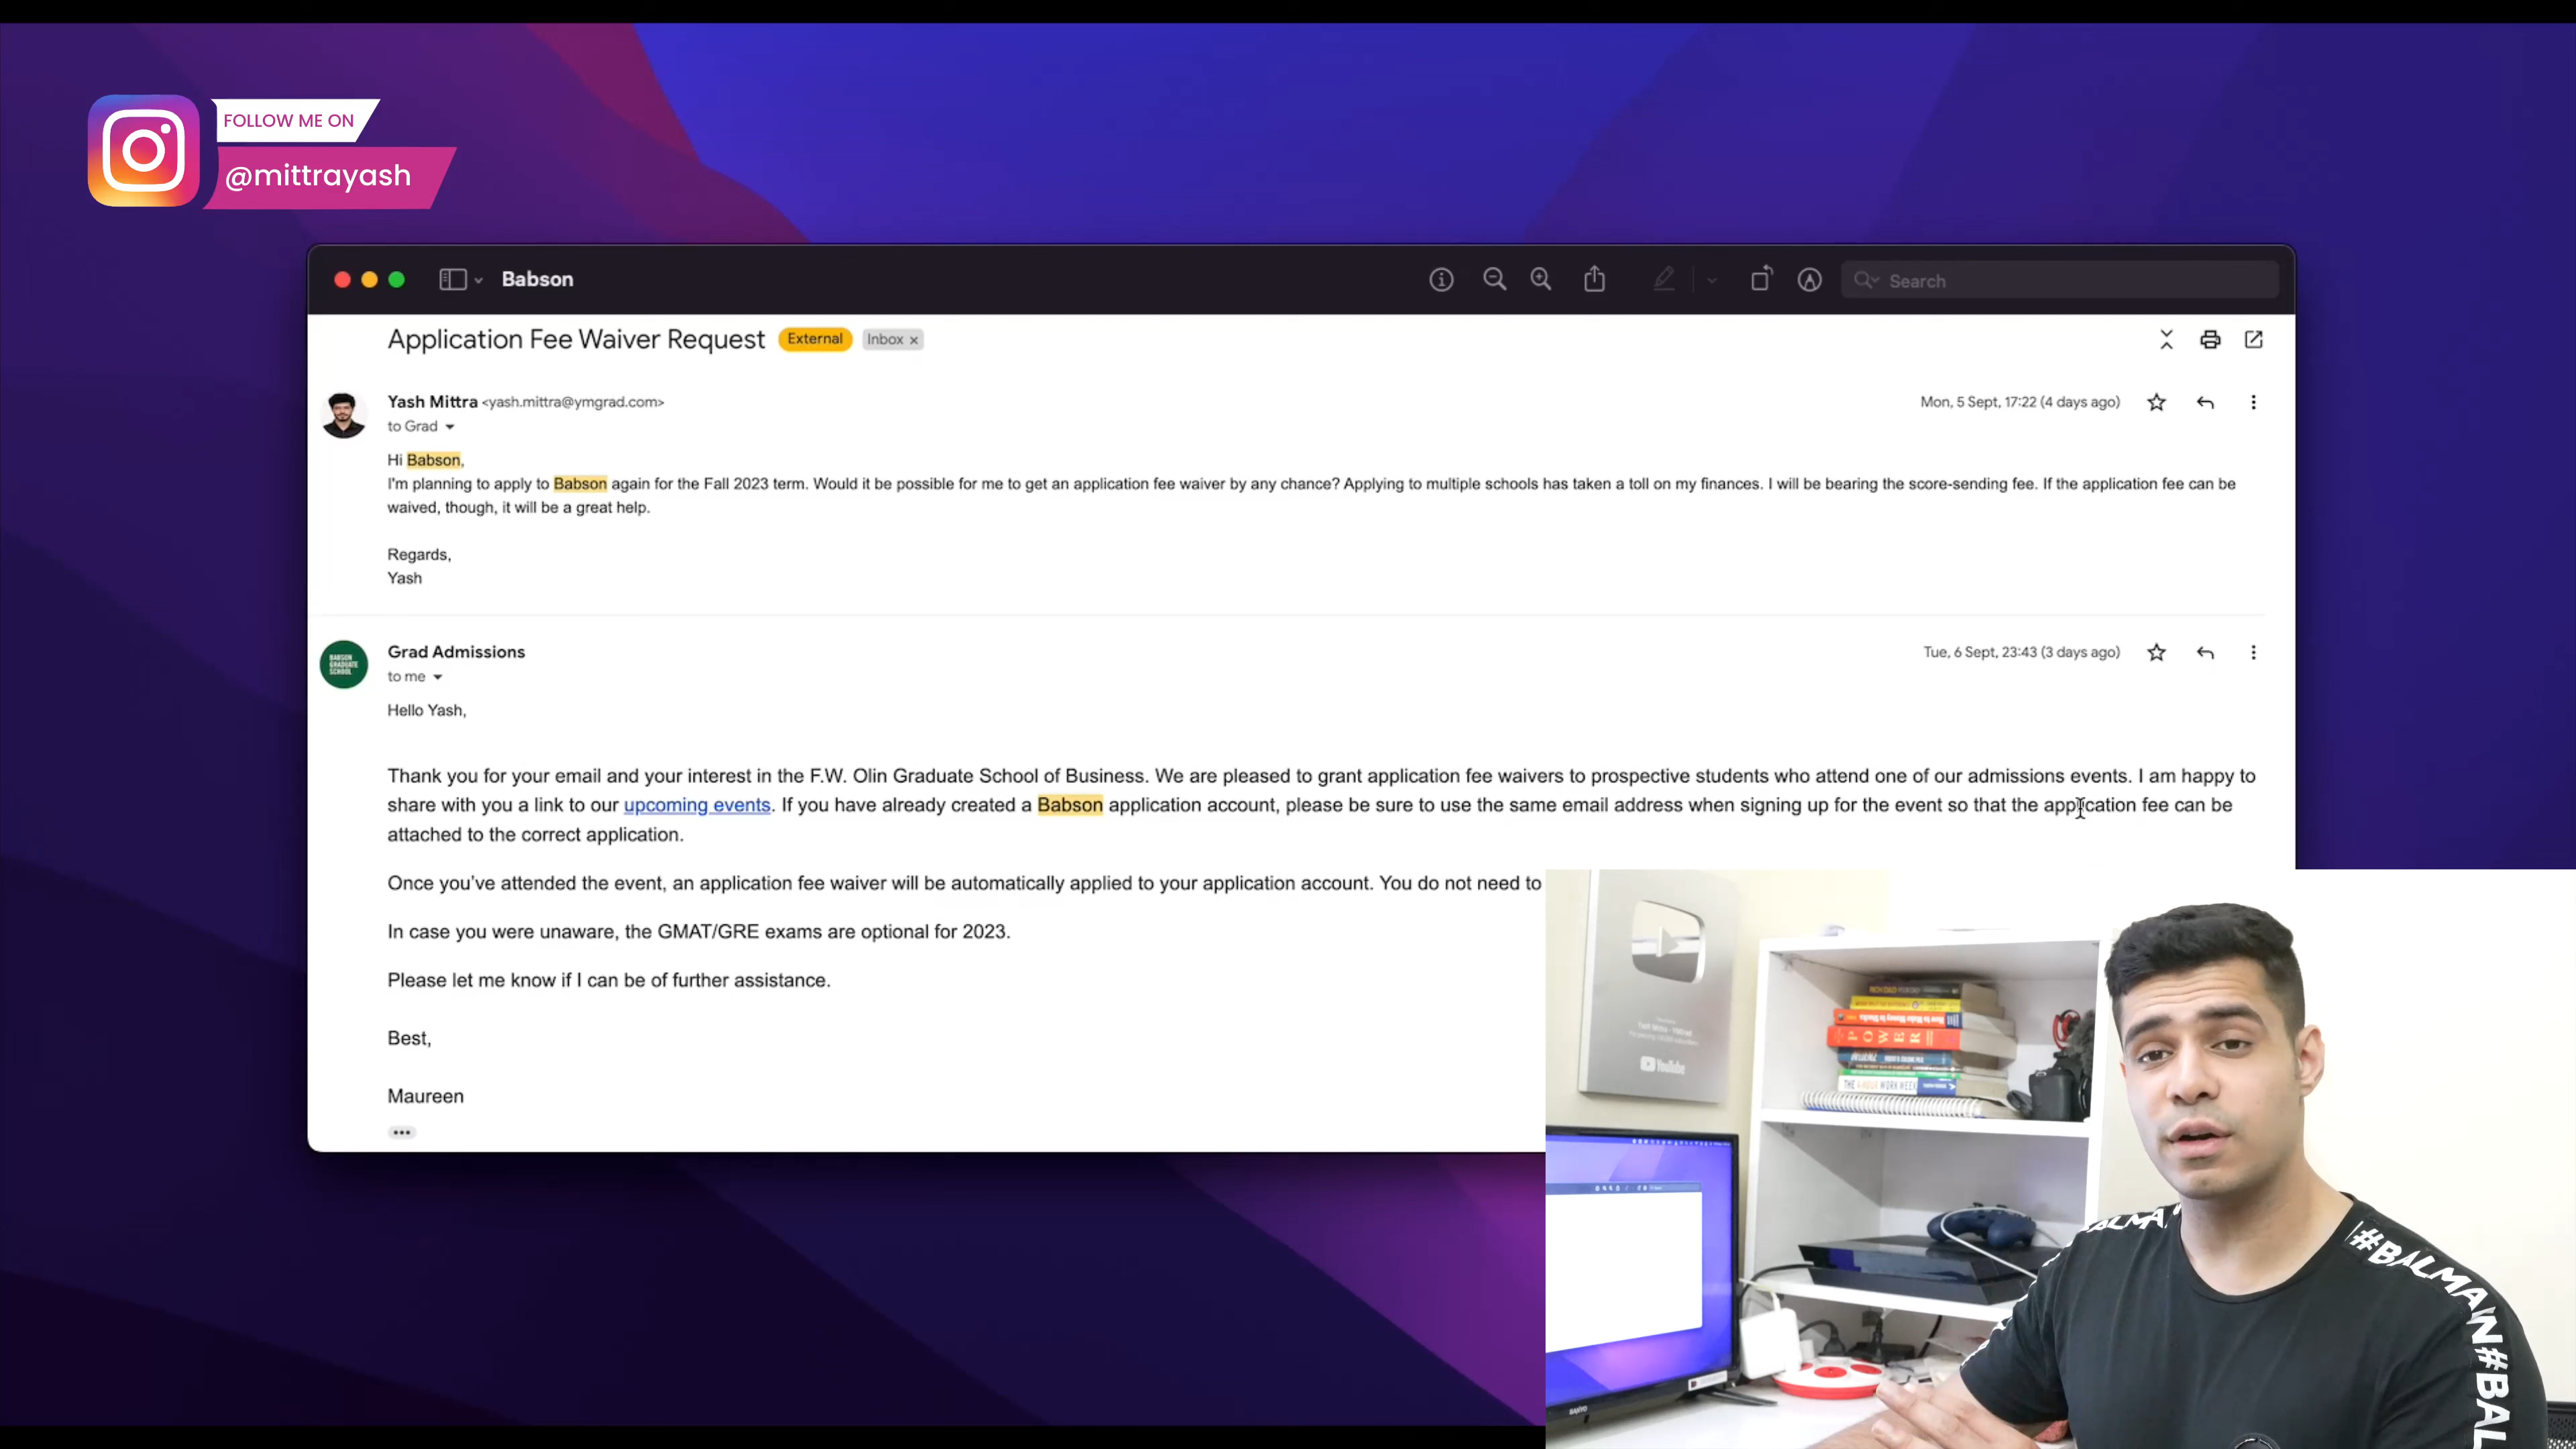 FOLLOW ME ON
@mittrayash
Babson
Search
Application Fee Waiver Request External Inbox x
Yash Mittra <yash.mittra@ymgrad.com>
Mon, 5 Sept, 17:22 (4 days ago)
to Grad
Hi Babson,
I'm planning to apply to Babson again for the Fall 2023 term. Would it be possible for me to get an application fee waiver by any chance? Applying to multiple schools has taken a toll on my finances. I will be bearing the score-sending fee. If the application fee can be
waived, though, it will be a great help.
Regards,
Yash
BABSON
GRADUATE
SCHOOL
Grad Admissions
Tue, 6 Sept, 23:43 (3 days ago)
to me
Hello Yash,
Thank you for your email and your interest in the F.W. Olin Graduate School of Business. We are pleased to grant application fee waivers to prospective students who attend one of our admissions events. I am happy to
share with you a link to our upcoming events. If you have already created a Babson application account, please be sure to use the same email address when signing up for the event so that the application fee can be
attached to the correct application.
Once you've attended the event, an application fee waiver will be automatically applied to your application account. You do not need to
In case you were unaware, the GMAT/GRE exams are optional for 2023.
Please let me know if I can be of further assistance.
Best,
Maureen
YouTube
RICH DAD
POWER
WORK WEEK
SANYO
#BALMAIN#BAL